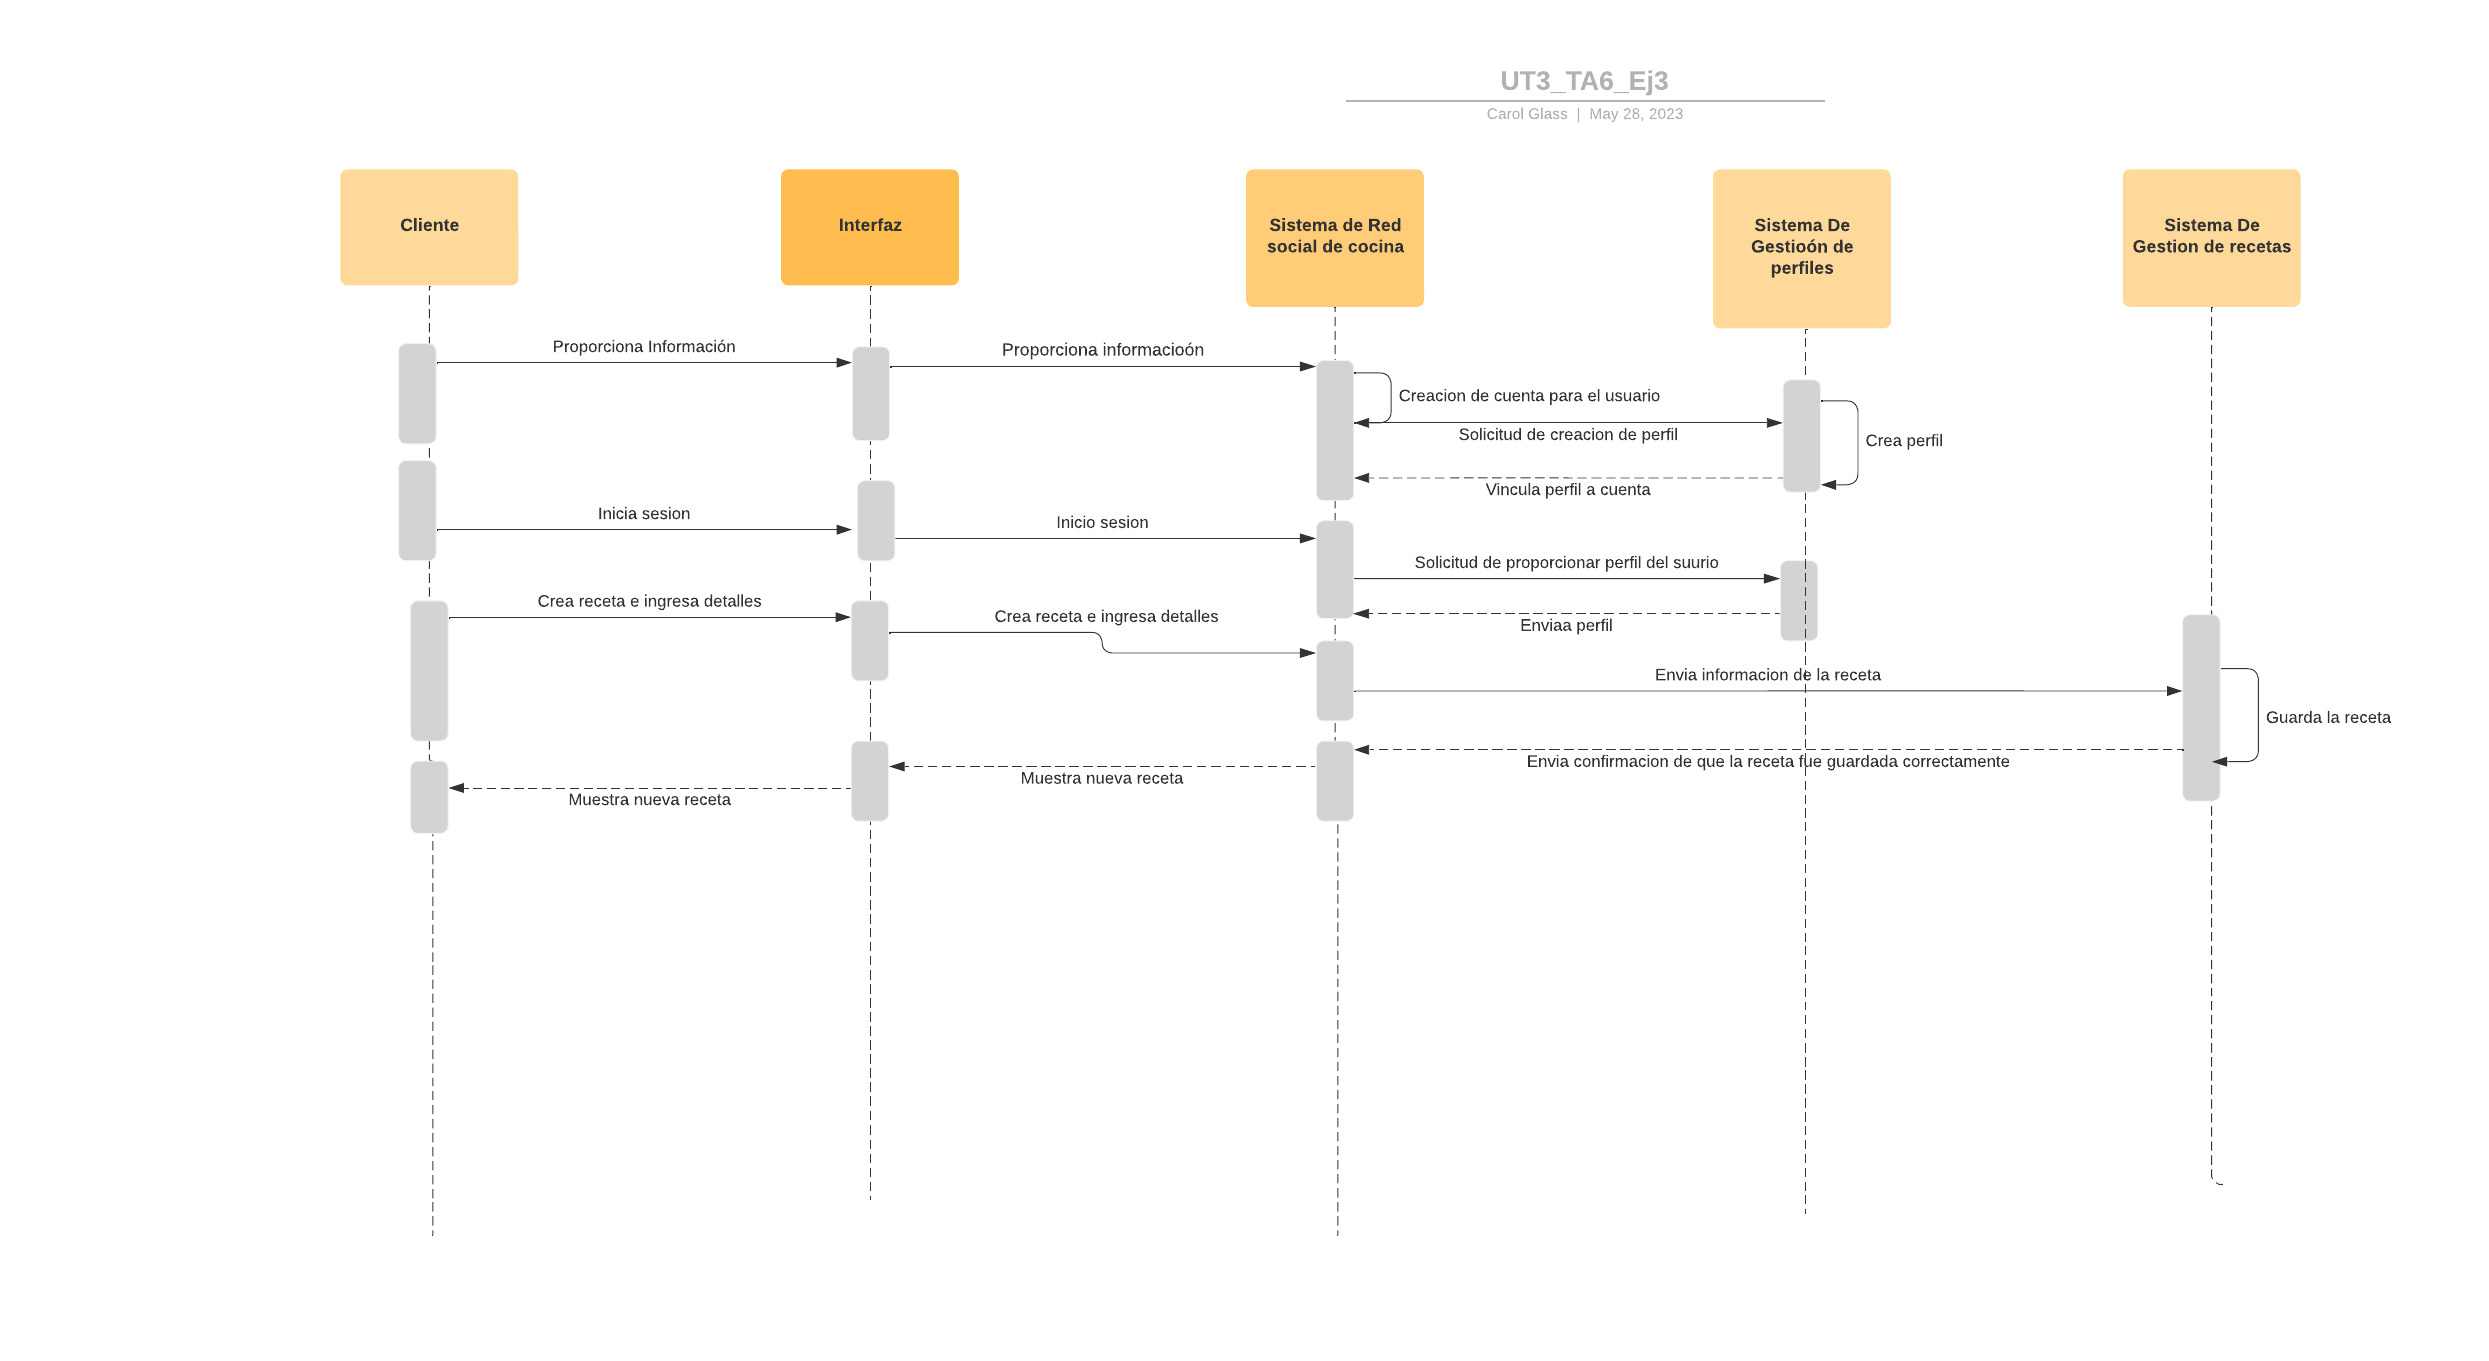 UT3_TA6_Ej3
Carol Glass | May 28, 2023
Cliente
Interfaz
Sistema de Red
social de cocina
Sistema De
Gestioón de
perfiles
Sistema De
Gestion de recetas
Proporciona Información
Proporciona informacioón
Creacion de cuenta para el usuario
Solicitud de creacion de perfil
Crea perfil
Vincula perfil a cuenta
Inicia sesion
Inicio sesion
Solicitud de proporcionar perfil del suurio
Enviaa perfil
Crea receta e ingresa detalles
Crea receta e ingresa detalles
Envia informacion de la receta
Guarda la receta
Envia confirmacion de que la receta fue guardada correctamente
Muestra nueva receta
Muestra nueva receta